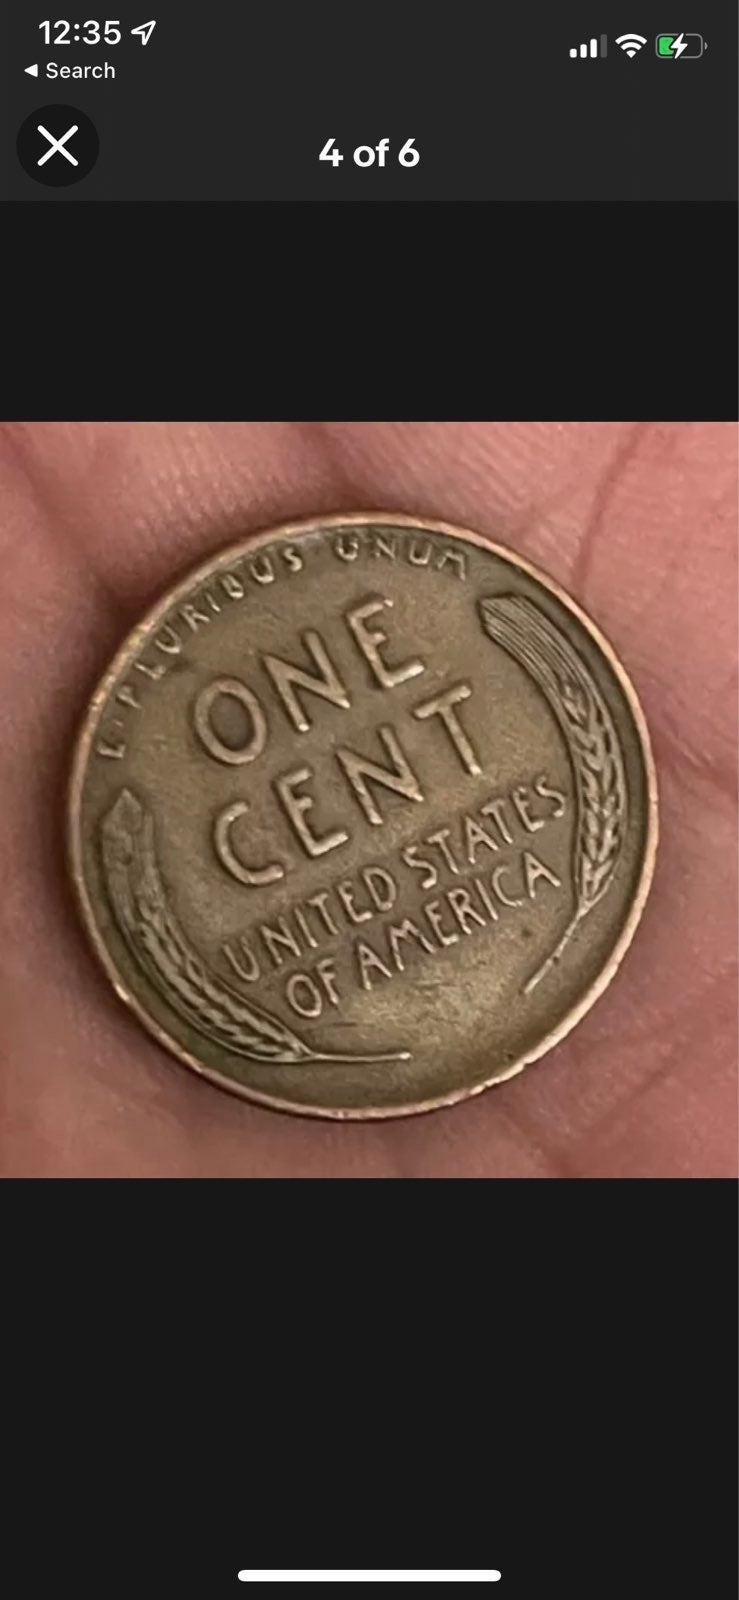 12:35
◀ Search
4 of 6
E·PLURIBUS UNUM
ONE
CENT
UNITED STATES
OF AMERICA